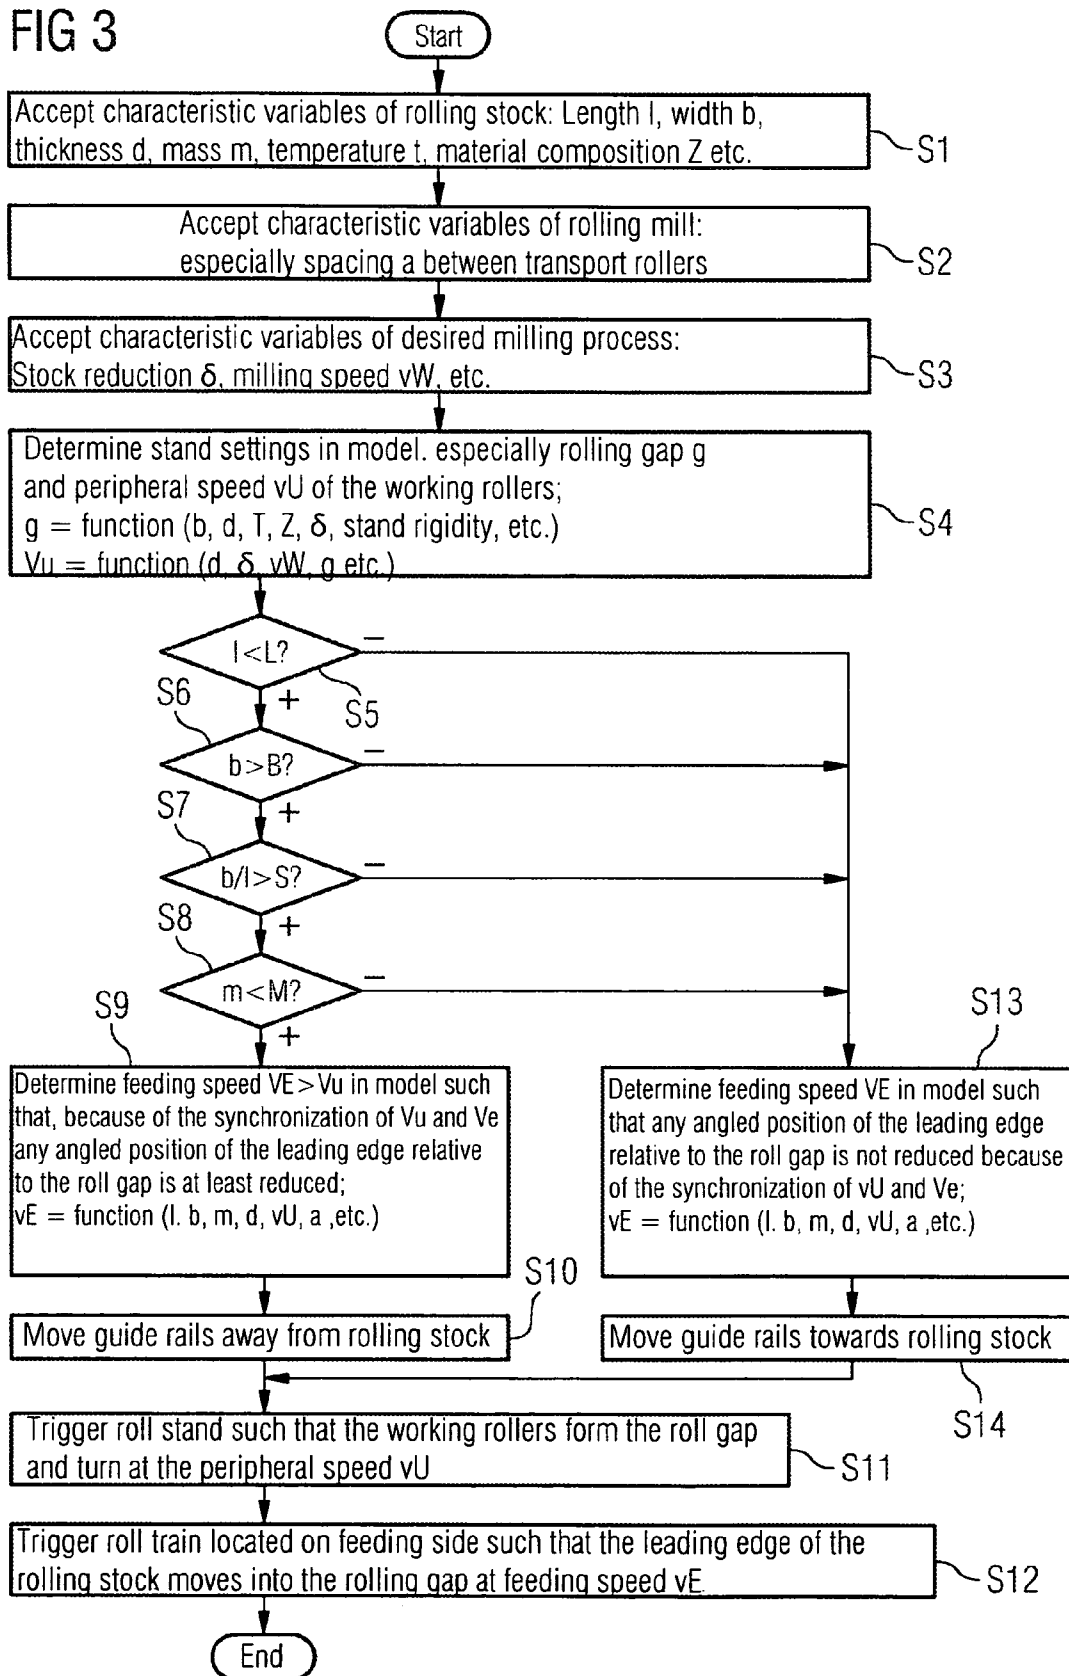 FIG 3
Start
Accept characteristic variables of rolling stock: Length l, width b,
thickness d, mass m, temperature t, material composition Z etc.
S1
Accept characteristic variables of rolling mill:
especially spacing a between transport rollers
S2
Accept characteristic variables of desired milling process:
Stock reduction δ, milling speed vW, etc.
S3
Determine stand settings in model. especially rolling gap g
and peripheral speed vU of the working rollers;
g = function (b, d, T, Z, δ, stand rigidity, etc.)
Vu = function (d, δ, vW, g etc.)
S4
l<L?
–
+
S5
S6
b>B?
–
+
S7
b/l>S?
–
+
S8
m<M?
–
+
S9
Determine feeding speed VE>Vu in model such
that, because of the synchronization of Vu and Ve
any angled position of the leading edge relative
to the roll gap is at least reduced;
vE = function (l. b, m, d, vU, a ,etc.)
S13
Determine feeding speed VE in model such
that any angled position of the leading edge
relative to the roll gap is not reduced because
of the synchronization of vU and Ve;
vE = function (l. b, m, d, vU, a ,etc.)
S10
Move guide rails away from rolling stock
Move guide rails towards rolling stock
S14
Trigger roll stand such that the working rollers form the roll gap
and turn at the peripheral speed vU
S11
Trigger roll train located on feeding side such that the leading edge of the
rolling stock moves into the rolling gap at feeding speed vE.
S12
End